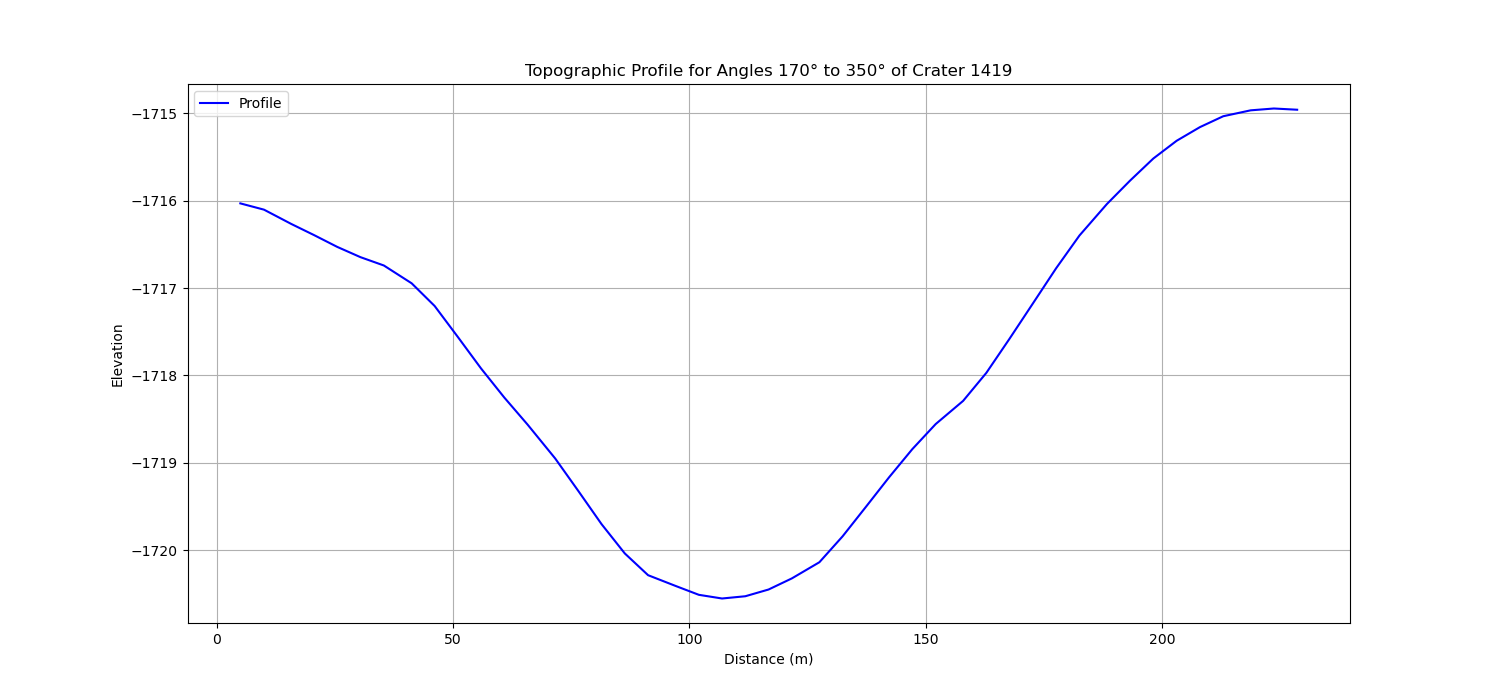 Topographic Profile for Angles 170° to 350° of Crater 1419
Profile
−1715
−1716
−1717
−1718
−1719
−1720
Elevation
0
50
100
150
200
Distance (m)